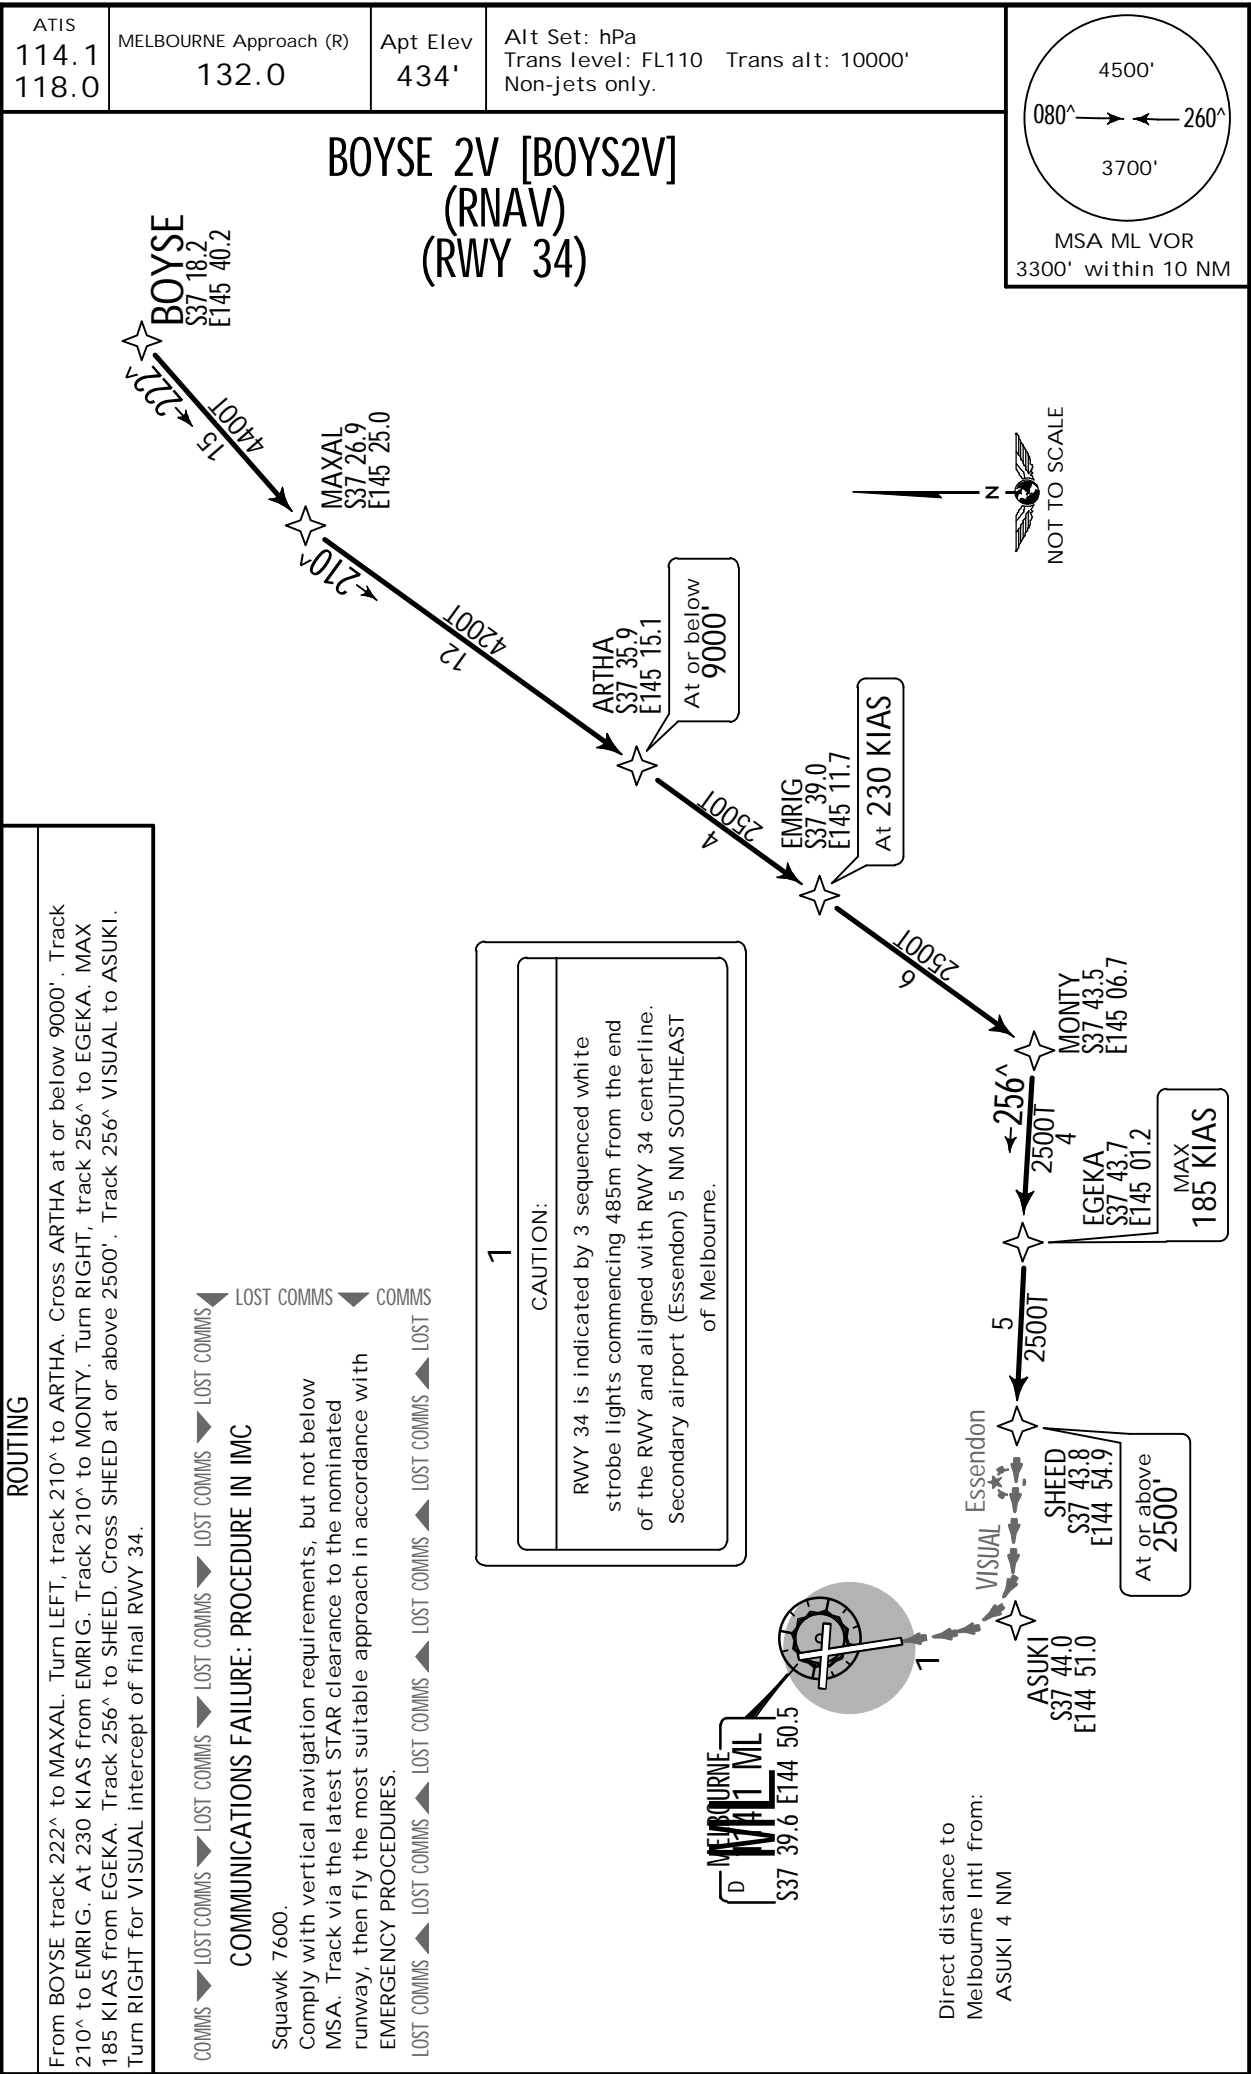 ATIS
114.1
118.0
MELBOURNE Approach (R)
132.0
Apt Elev
434'
Alt Set: hPa
Trans level: FL110 Trans alt: 10000'
Non-jets only.
4500'
080^
260^
3700'
MSA ML VOR
3300' within 10 NM
BOYSE 2V [BOYS2V]
(RNAV)
(RWY 34)
BOYSE
S37 18.2
E145 40.2
222^
15
4400T
MAXAL
S37 26.9
E145 25.0
210^
12
4200T
ARTHA
S37 35.9
E145 15.1
At or below
9000'
4
2500T
EMRIG
S37 39.0
E145 11.7
At 230 KIAS
6
2500T
MONTY
S37 43.5
E145 06.7
256^
2500T
4
EGEKA
S37 43.7
E145 01.2
MAX
185 KIAS
5
2500T
SHEED
S37 43.8
E144 54.9
At or above
2500'
Essendon
VISUAL
ASUKI
S37 44.0
E144 51.0
1
MELBOURNE
D
114.1 ML
ML
S37 39.6 E144 50.5
Direct distance to
Melbourne Intl from:
ASUKI 4 NM
N
NOT TO SCALE
1
CAUTION:
RWY 34 is indicated by 3 sequenced white
strobe lights commencing 485m from the end
of the RWY and aligned with RWY 34 centerline.
Secondary airport (Essendon) 5 NM SOUTHEAST
of Melbourne.
COMMS LOST COMMS LOST COMMS LOST COMMS LOST COMMS LOST COMMS LOST COMMS
LOST COMMS
COMMS
COMMUNICATIONS FAILURE: PROCEDURE IN IMC
Squawk 7600.
Comply with vertical navigation requirements, but not below
MSA. Track via the latest STAR clearance to the nominated
runway, then fly the most suitable approach in accordance with
EMERGENCY PROCEDURES.
LOST COMMS LOST COMMS LOST COMMS LOST COMMS LOST COMMS LOST COMMS LOST
ROUTING
From BOYSE track 222^ to MAXAL. Turn LEFT, track 210^ to ARTHA. Cross ARTHA at or below 9000'. Track
210^ to EMRIG. At 230 KIAS from EMRIG. Track 210^ to MONTY. Turn RIGHT, track 256^ to EGEKA. MAX
185 KIAS from EGEKA. Track 256^ to SHEED. Cross SHEED at or above 2500'. Track 256^ VISUAL to ASUKI.
Turn RIGHT for VISUAL intercept of final RWY 34.